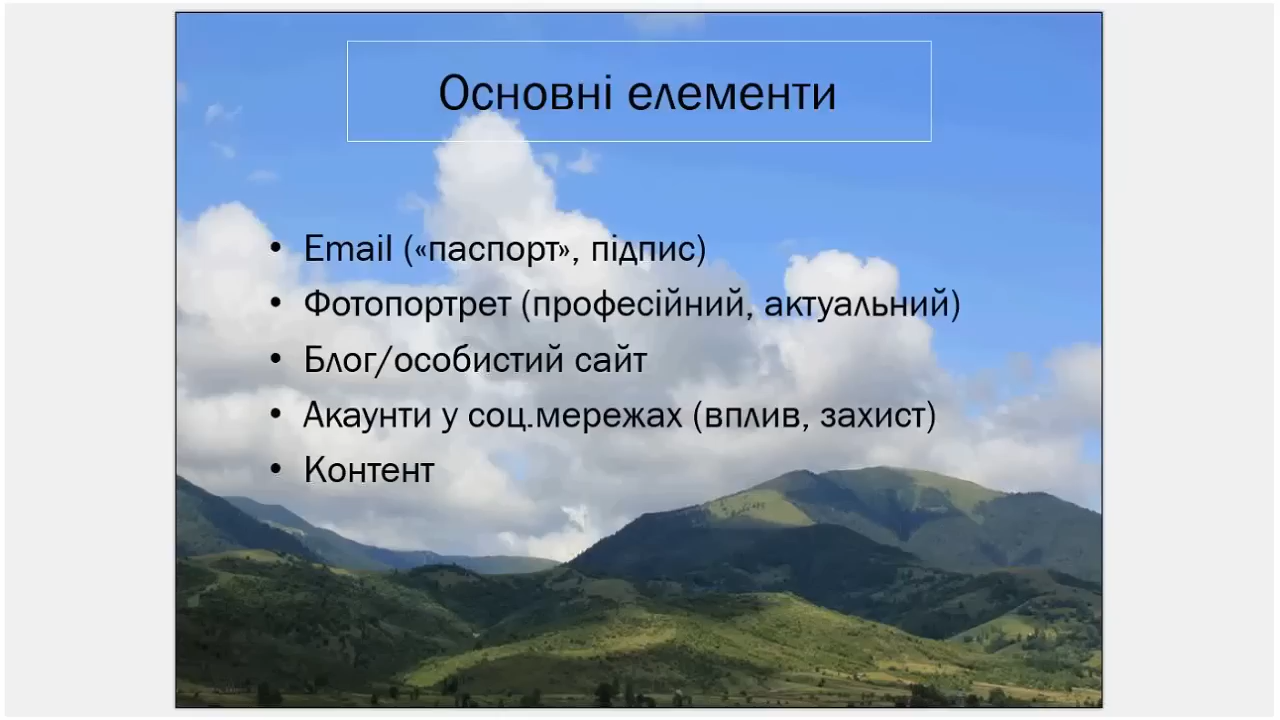 Основні елементи
• Email («паспорт», підпис)
• Фотопортрет (професійний, актуальний)
• Блог/особистий сайт
• Акаунти у соц.мережах (вплив, захист)
• Контент